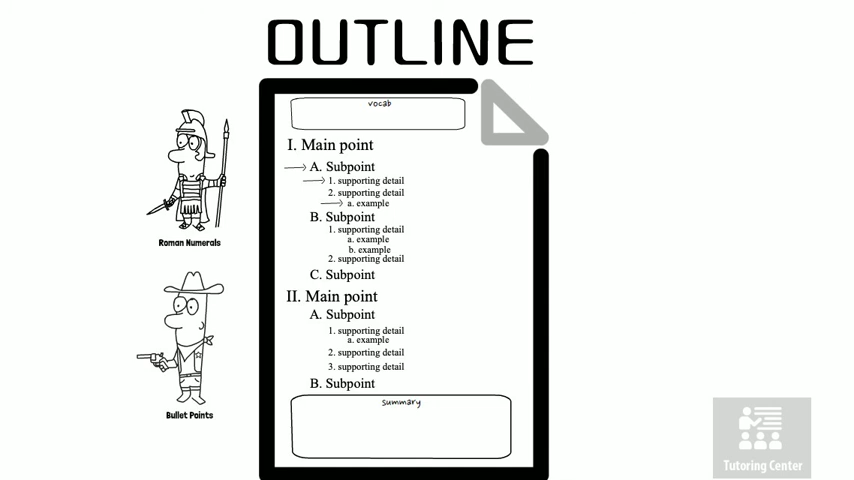 OUTLINE
vocab
I. Main point
A. Subpoint
1. supporting detail
2. supporting detail
a. example
B. Subpoint
1. supporting detail
a. example
b. example
2. supporting detail
C. Subpoint
II. Main point
A. Subpoint
1. supporting detail
a. example
2. supporting detail
3. supporting detail
B. Subpoint
summary
Roman Numerals
Bullet Points
Tutoring Center